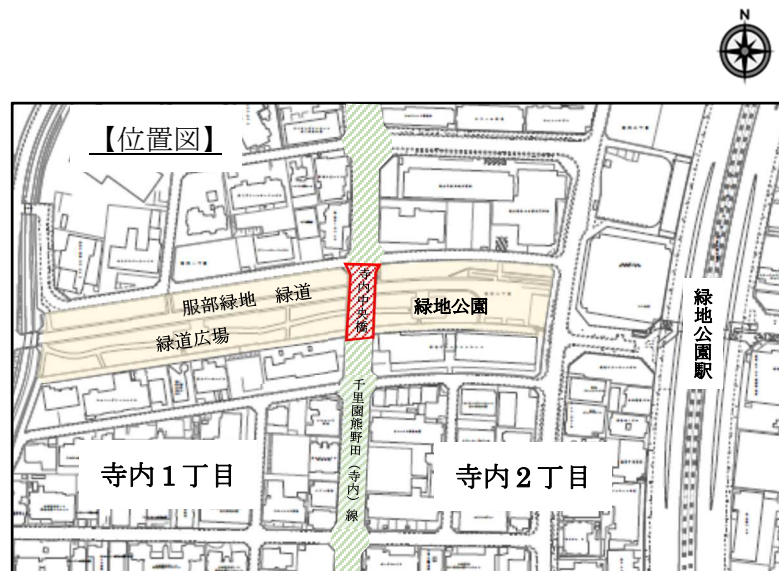 N
【位置図】
寺内中央橋
服部緑地 緑道
緑地公園
緑道広場
緑地公園駅
千里園熊野田（寺内）線
寺内１丁目
寺内２丁目